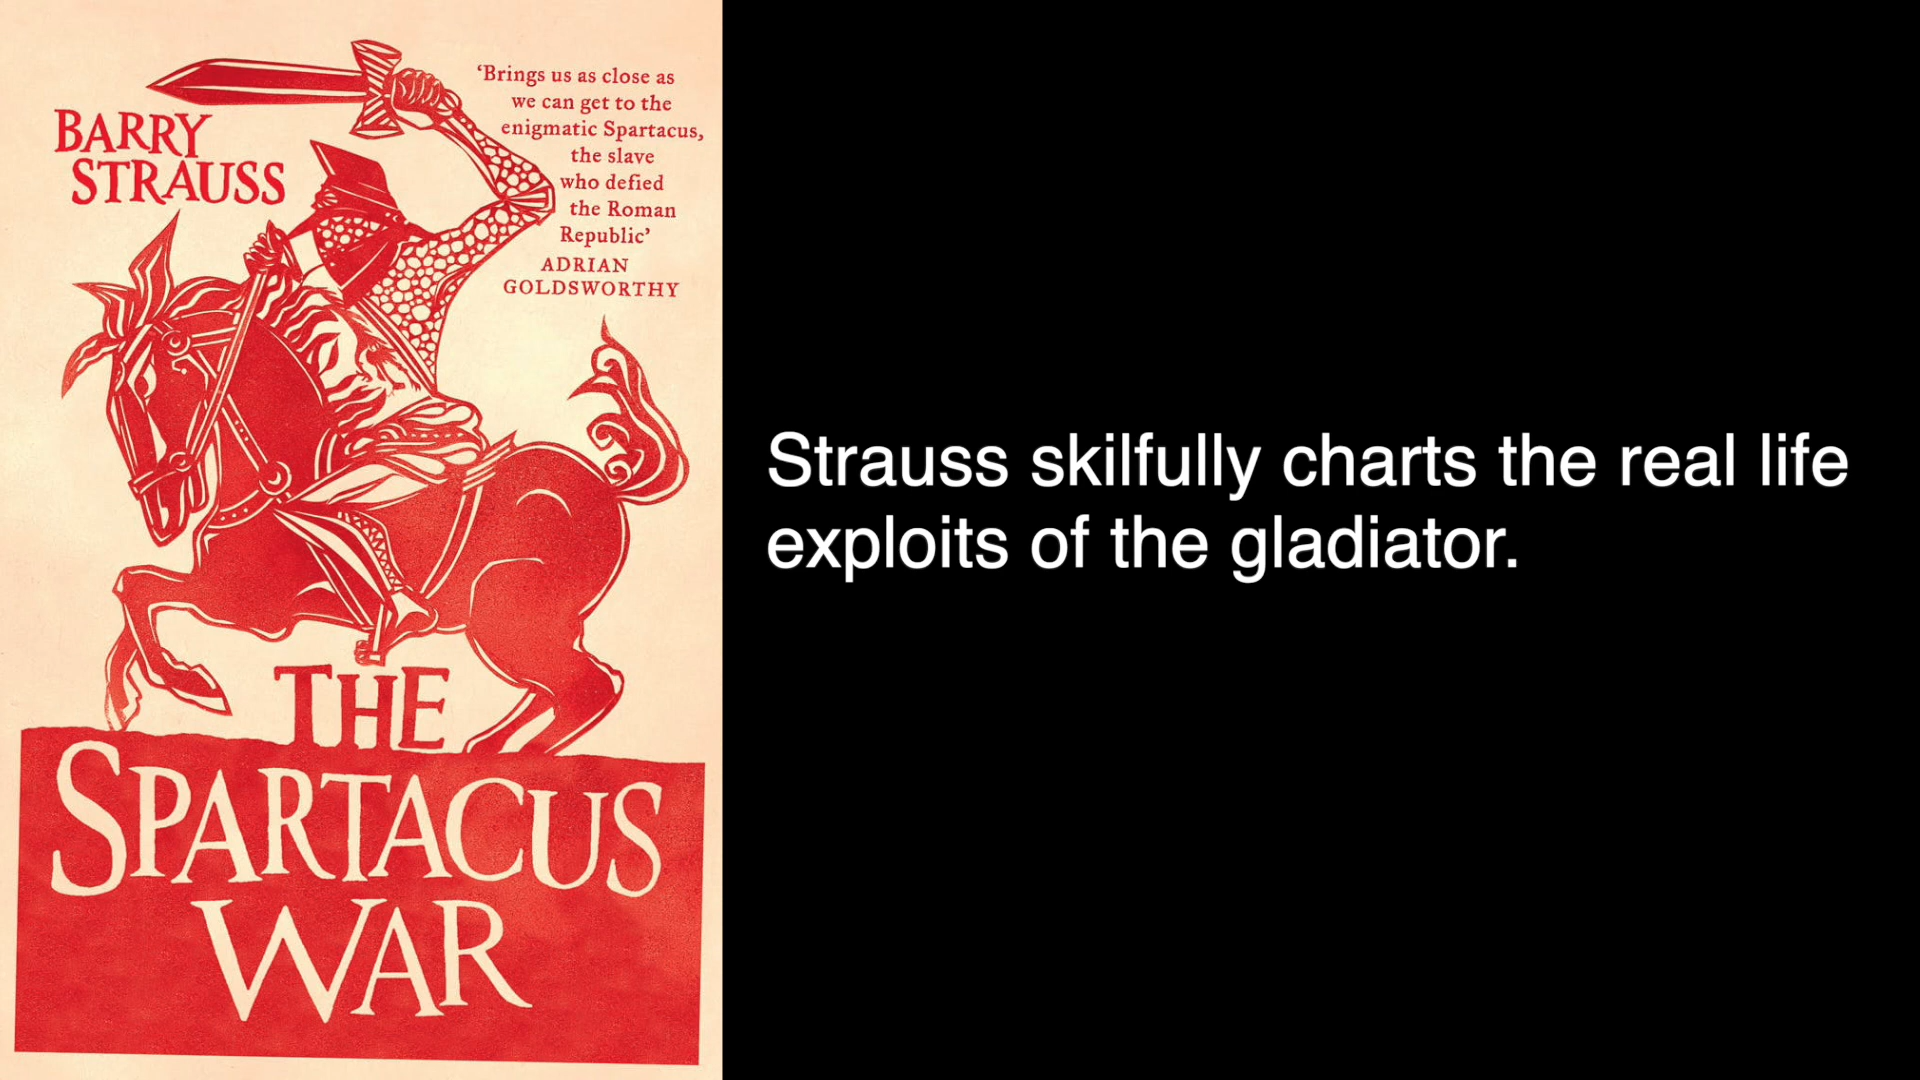 BARRY
STRAUSS
‘Brings us as close as
we can get to the
enigmatic Spartacus,
the slave
who defied
the Roman
Republic’
ADRIAN
GOLDSWORTHY
THE
SPARTACUS
WAR
Strauss skilfully charts the real life
exploits of the gladiator.